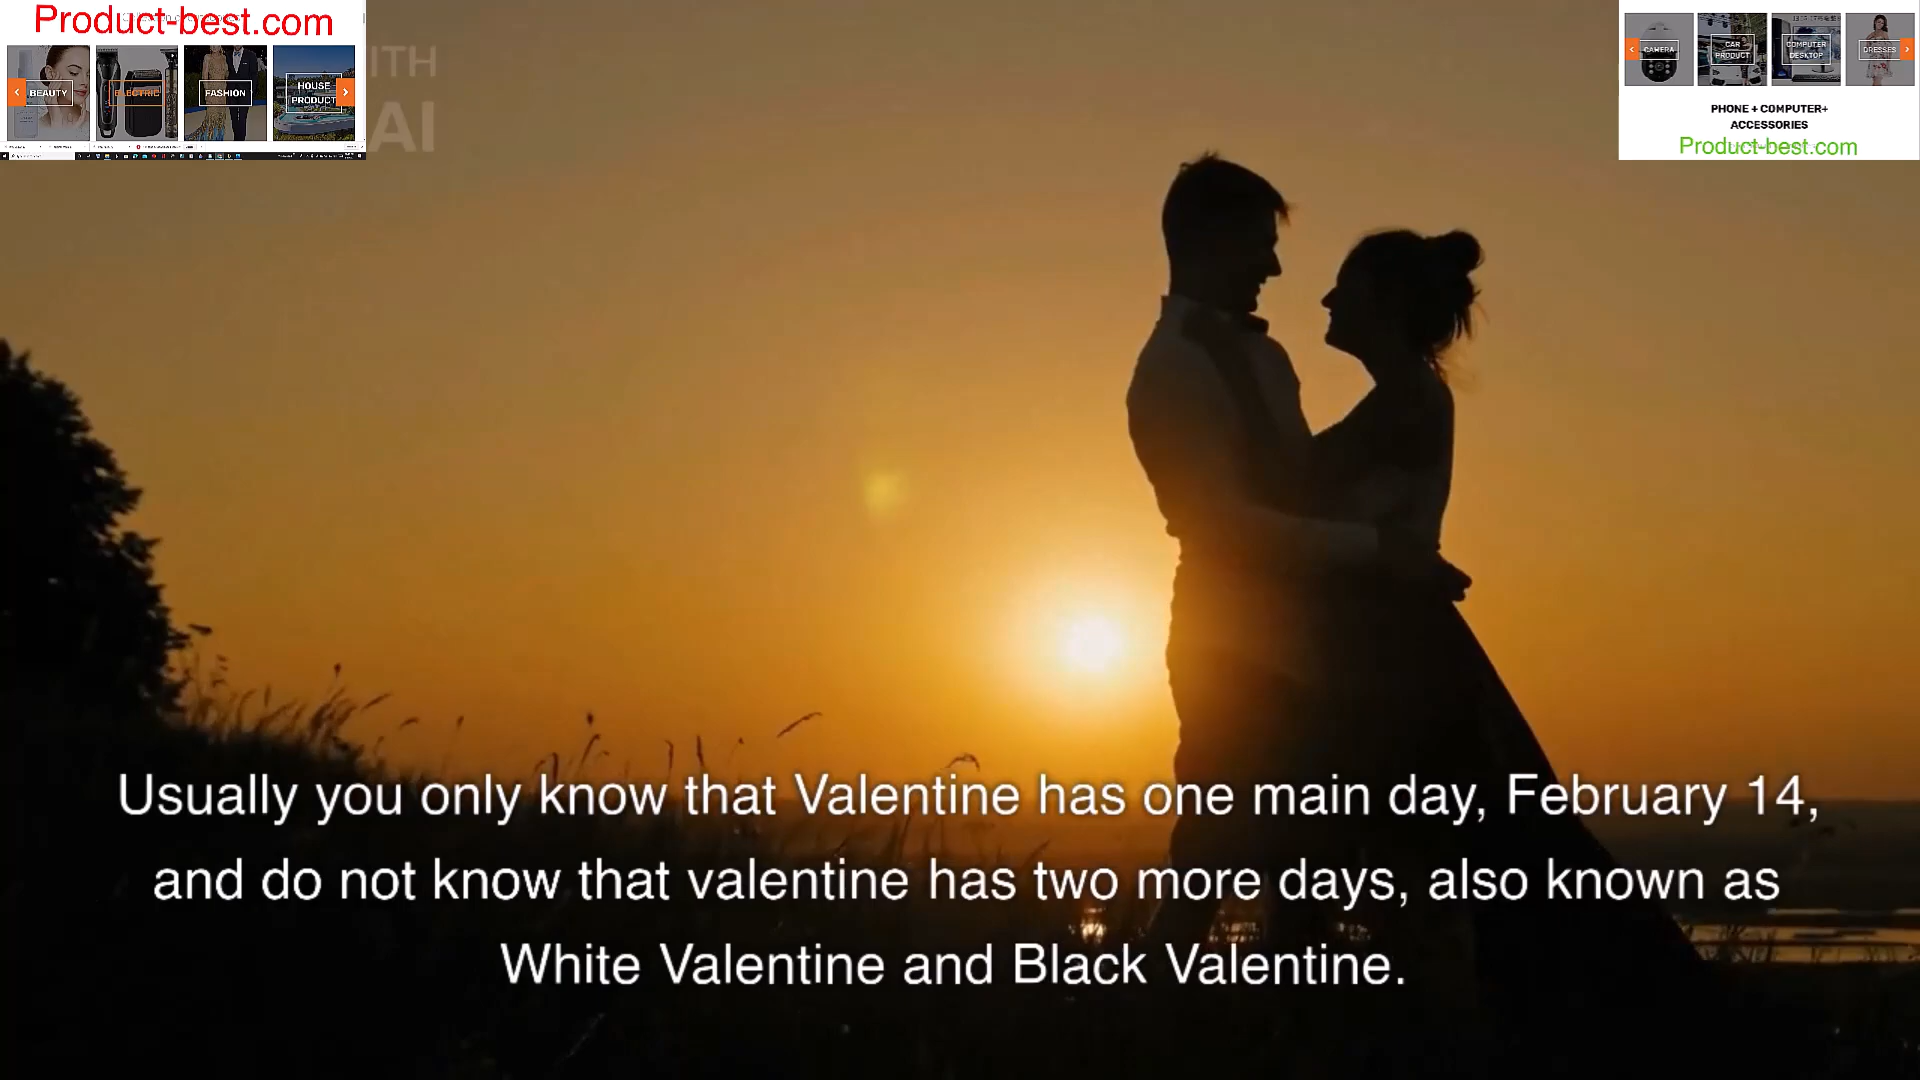 Product-best.com
BEAUTY
ELECTRIC
FASHION
HOUSE
PRODUCT
ITH
AI
CAMERA
CAR
PRODUCT
COMPUTER
DESKTOP
DRESSES
PHONE + COMPUTER+
ACCESSORIES
Product-best.com
Usually you only know that Valentine has one main day, February 14,
and do not know that valentine has two more days, also known as
White Valentine and Black Valentine.